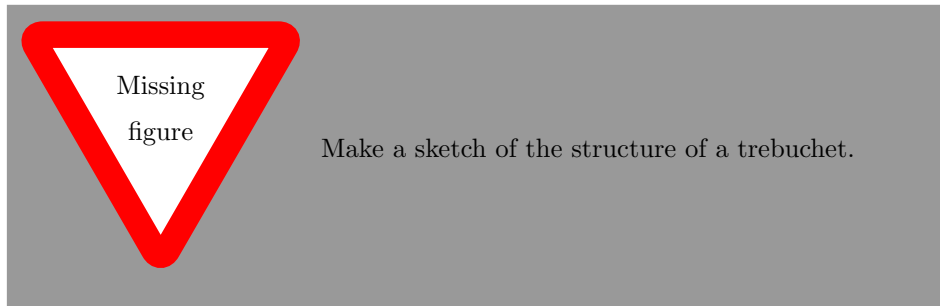 Missing
figure
Make a sketch of the structure of a trebuchet.